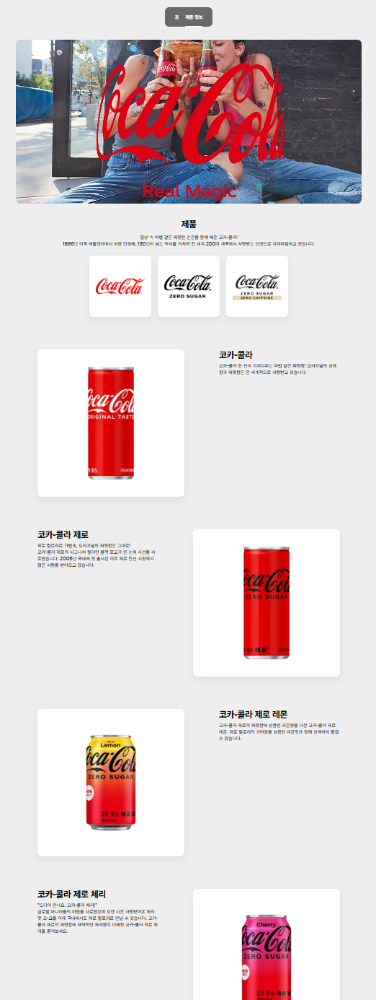 홈 제품 정보
Coca-Cola
Real Magic
제품
일상 속 마법 같은 짜릿한 순간을 함께 해온 코카-콜라!
1886년 미국 애틀랜타에서 처음 탄생해, 130년이 넘는 역사를 거치며 전 세계 200여 개국에서 사랑받는 브랜드로 자리매김하고 있습니다.
Coca-Cola
Coca-Cola
ZERO SUGAR
Coca-Cola
ZERO SUGAR
ZERO CAFFEINE
코카-콜라
코카-콜라 한 잔이 가져다주는 마법 같은 짜릿함! 오리지널의 상쾌
함과 짜릿함은 전 세계적으로 사랑받고 있습니다.
Coca-Cola
ORIGINAL TASTE
코카-콜라 제로
제로 칼로리로 가볍게, 오리지널의 짜릿함은 그대로!
코카-콜라 제로의 시그니처 컬러인 블랙 로고가 한 눈에 시선을 사
로잡습니다. 2006년 국내에 첫 출시된 이후 제로 탄산 시장에서
많은 사랑을 받아오고 있습니다.
Coca-Cola
ZERO SUGAR
제로
코카-콜라 제로 레몬
코카-콜라 제로의 짜릿함에 상큼한 레몬향을 더한 코카-콜라 제로
레몬. 제로 칼로리의 가벼움을 상큼한 레몬맛과 함께 상쾌하게 즐길
수 있습니다.
NEW
Lemon
Coca-Cola
ZERO SUGAR
NEW
코카-콜라 제로 체리
"드디어 만나요. 코카-콜라 체리!"
글로벌 마니아들의 마음을 사로잡으며 오랜 시간 사랑받아온 체리
맛 코-크를 이제 국내에서도 제로 칼로리로 만날 수 있습니다. 코카-
콜라 제로의 짜릿함에 매혹적인 체리향이 더해진 코카-콜라 제로 체
리를 즐겨보세요.
Cherry
Coca-Cola
ZERO SUGAR
NEW